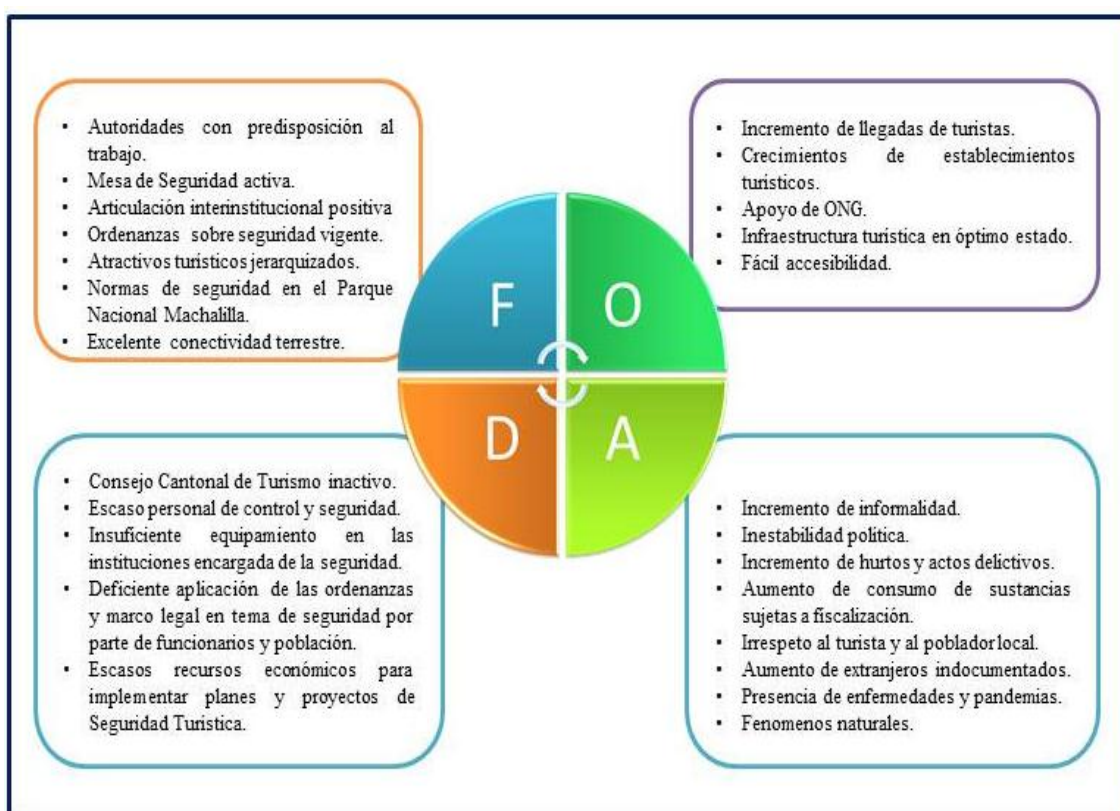 • Autoridades con predisposición al
trabajo.
• Mesa de Seguridad activa.
• Articulación interinstitucional positiva
• Ordenanzas sobre seguridad vigente.
• Atractivos turísticos jerarquizados.
• Normas de seguridad en el Parque
Nacional Machalilla.
• Excelente conectividad terrestre.
• Incremento de llegadas de turistas.
• Crecimientos de establecimientos
turísticos.
• Apoyo de ONG.
• Infraestructura turística en óptimo estado.
• Fácil accesibilidad.
F
O
D
A
• Consejo Cantonal de Turismo inactivo.
• Escaso personal de control y seguridad.
• Insuficiente equipamiento en las
instituciones encargada de la seguridad.
• Deficiente aplicación de las ordenanzas
y marco legal en tema de seguridad por
parte de funcionarios y población.
• Escasos recursos económicos para
implementar planes y proyectos de
Seguridad Turística.
• Incremento de informalidad.
• Inestabilidad política.
• Incremento de hurtos y actos delictivos.
• Aumento de consumo de sustancias
sujetas a fiscalización.
• Irrespeto al turista y al poblador local.
• Aumento de extranjeros indocumentados.
• Presencia de enfermedades y pandemias.
• Fenomenos naturales.